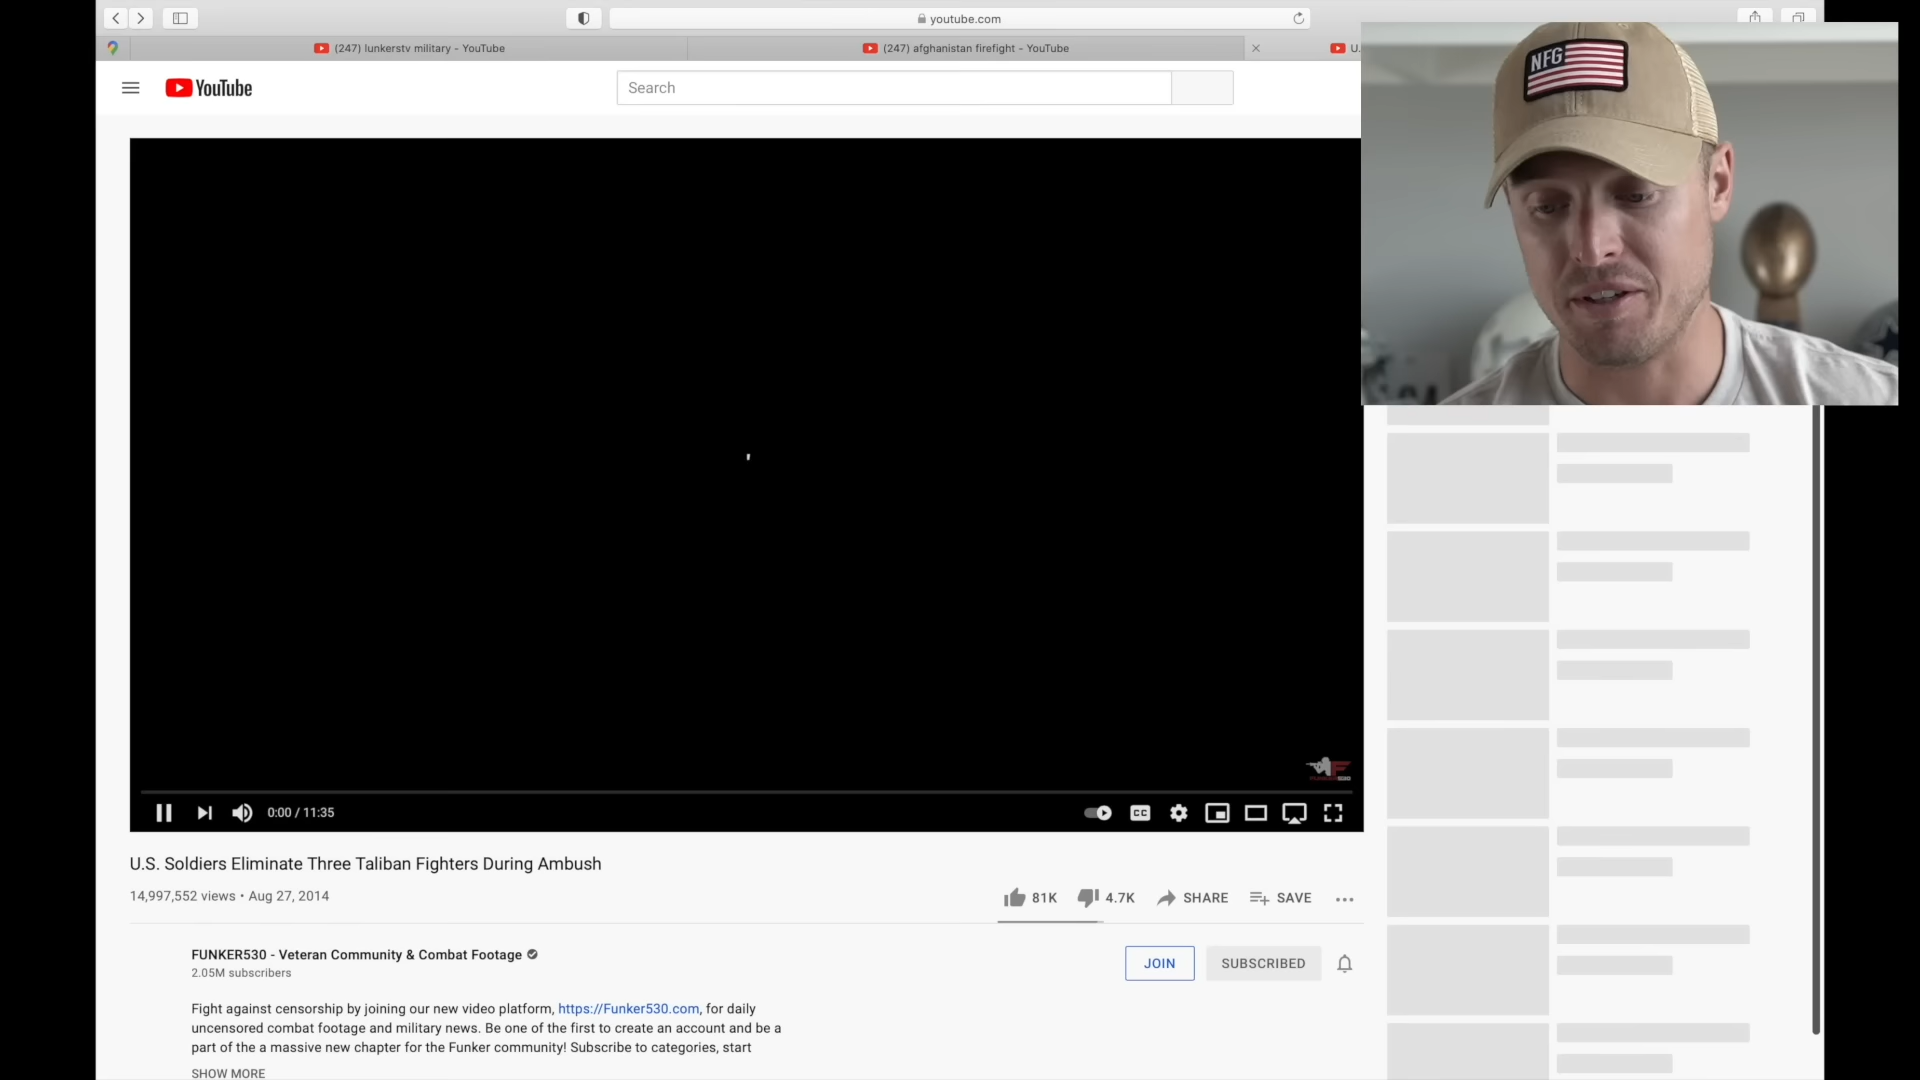 youtube.com
(247) lunkerstv military - YouTube
(247) afghanistan firefight - YouTube
U.
YouTube
Search
NFG
FUNKER530
0:00 / 11:35
CC
U.S. Soldiers Eliminate Three Taliban Fighters During Ambush
14,997,552 views • Aug 27, 2014
81K
4.7K
SHARE
SAVE
FUNKER530 - Veteran Community & Combat Footage
2.05M subscribers
JOIN
SUBSCRIBED
Fight against censorship by joining our new video platform, https://Funker530.com, for daily
uncensored combat footage and military news. Be one of the first to create an account and be a
part of the a massive new chapter for the Funker community! Subscribe to categories, start
SHOW MORE